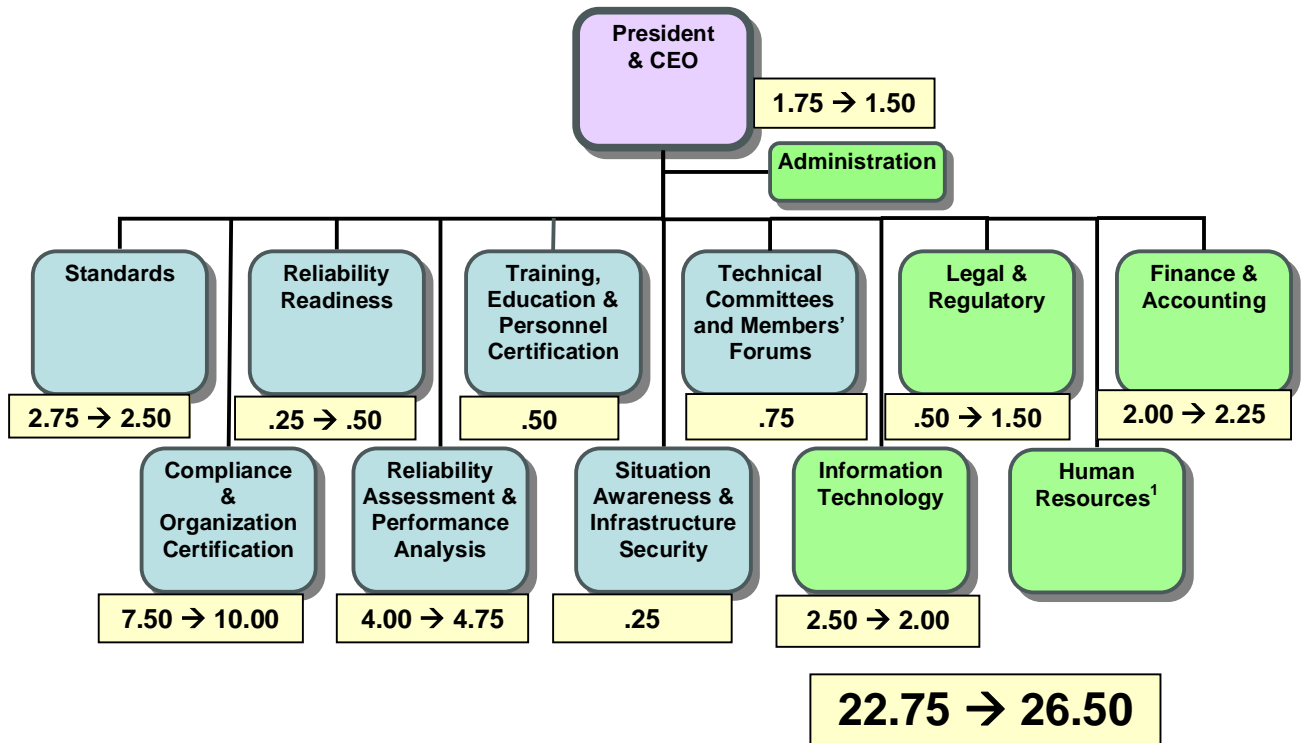 President
& CEO
1.75 → 1.50
Administration
Standards
2.75 → 2.50
Reliability
Readiness
.25 → .50
Training,
Education &
Personnel
Certification
.50
Technical
Committees
and Members’
Forums
.75
Legal &
Regulatory
.50 → 1.50
Finance &
Accounting
2.00 → 2.25
Compliance
&
Organization
Certification
7.50 → 10.00
Reliability
Assessment &
Performance
Analysis
4.00 → 4.75
Situation
Awareness &
Infrastructure
Security
.25
Information
Technology
2.50 → 2.00
Human
Resources¹
22.75 → 26.50